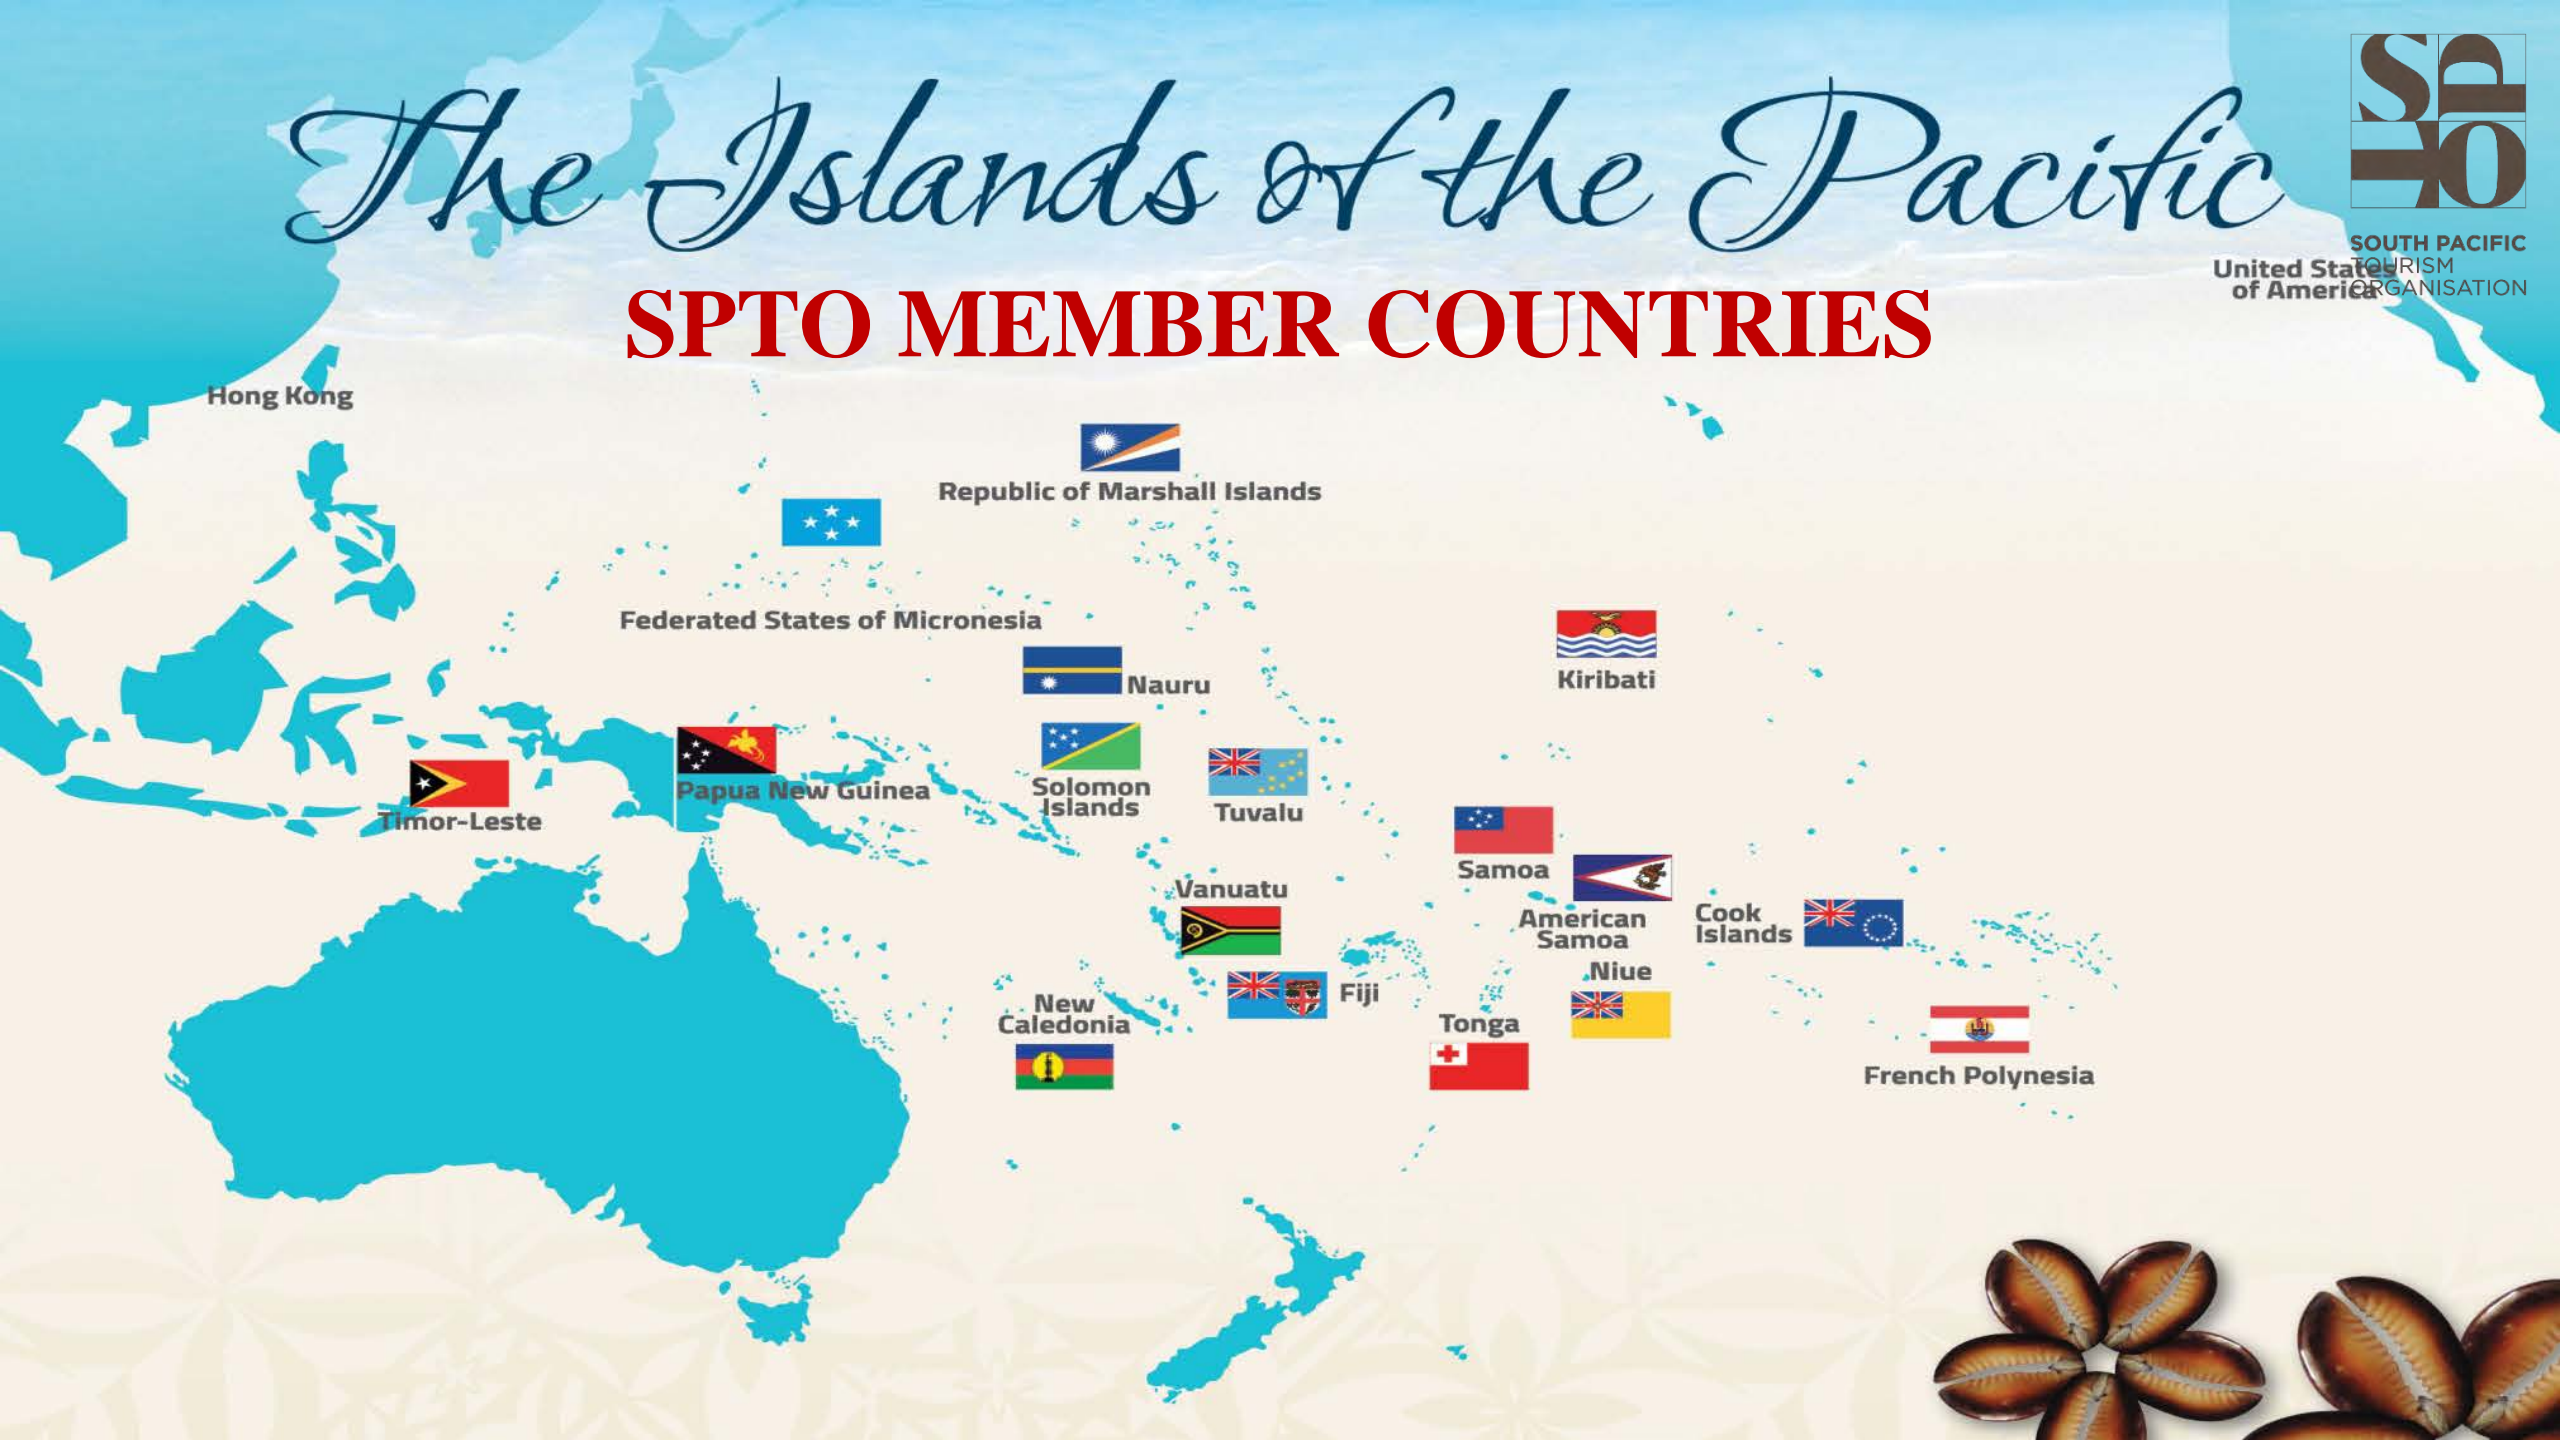 The Islands of the Pacific
SPTO
SOUTH PACIFIC
TOURISM
ORGANISATION
United States
of America
SPTO MEMBER COUNTRIES
Hong Kong
Republic of Marshall Islands
Federated States of Micronesia
Kiribati
Nauru
Papua New Guinea
Solomon
Islands
Timor-Leste
Tuvalu
Samoa
Vanuatu
American
Samoa
Cook
Islands
Niue
Fiji
New
Caledonia
Tonga
French Polynesia